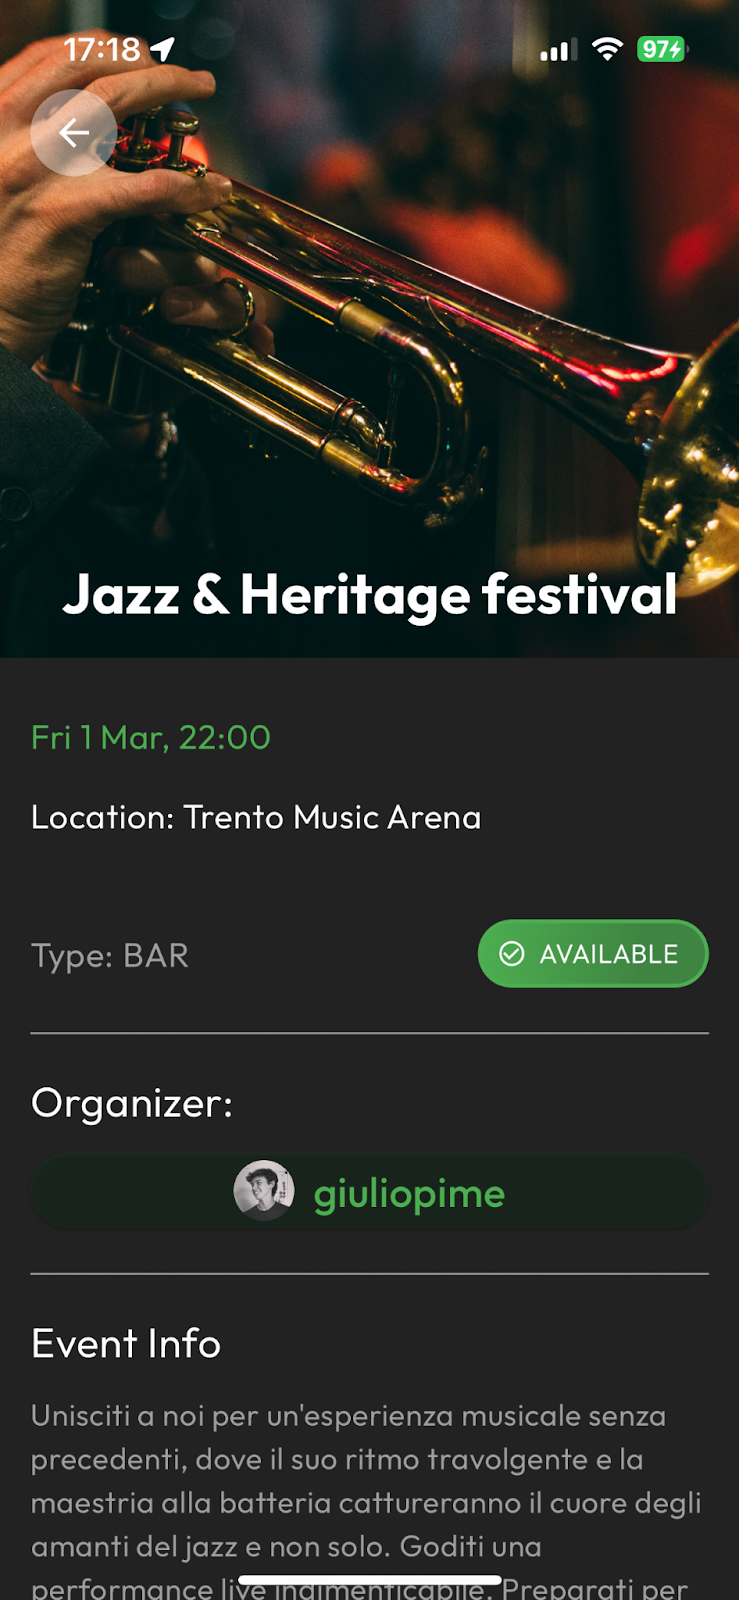 17:18
97
Jazz & Heritage festival
Fri 1 Mar, 22:00
Location: Trento Music Arena
Type: BAR
AVAILABLE
Organizer:
giuliopime
Event Info
Unisciti a noi per un'esperienza musicale senza
precedenti, dove il suo ritmo travolgente e la
maestria alla batteria cattureranno il cuore degli
amanti del jazz e non solo. Goditi una
performance live indimenticabile. Preparati per